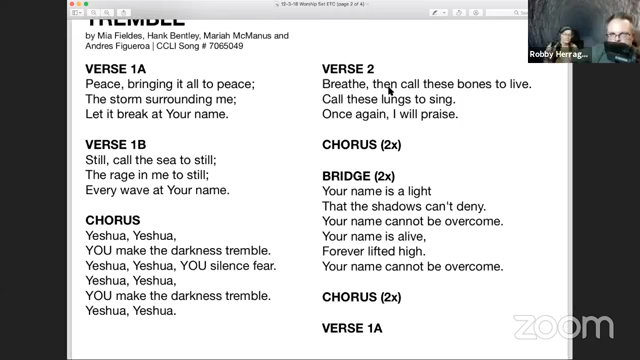 12-3-18 Worship Set ETC (page 2 of 4)
TREMBLE
by Mia Fieldes, Hank Bentley, Mariah McManus and
Andres Figueroa | CCLI Song # 7065049
VERSE 1A
Peace, bringing it all to peace;
The storm surrounding me;
Let it break at Your name.
VERSE 1B
Still, call the sea to still;
The rage in me to still;
Every wave at Your name.
CHORUS
Yeshua, Yeshua,
YOU make the darkness tremble.
Yeshua, Yeshua, YOU silence fear.
Yeshua, Yeshua,
YOU make the darkness tremble.
Yeshua, Yeshua.
VERSE 2
Breathe, then call these bones to live.
Call these lungs to sing.
Once again, I will praise.
CHORUS (2x)
BRIDGE (2x)
Your name is a light
That the shadows can't deny.
Your name cannot be overcome.
Your name is alive,
Forever lifted high.
Your name cannot be overcome.
CHORUS (2x)
VERSE 1A
Robby Herrag...
zoom